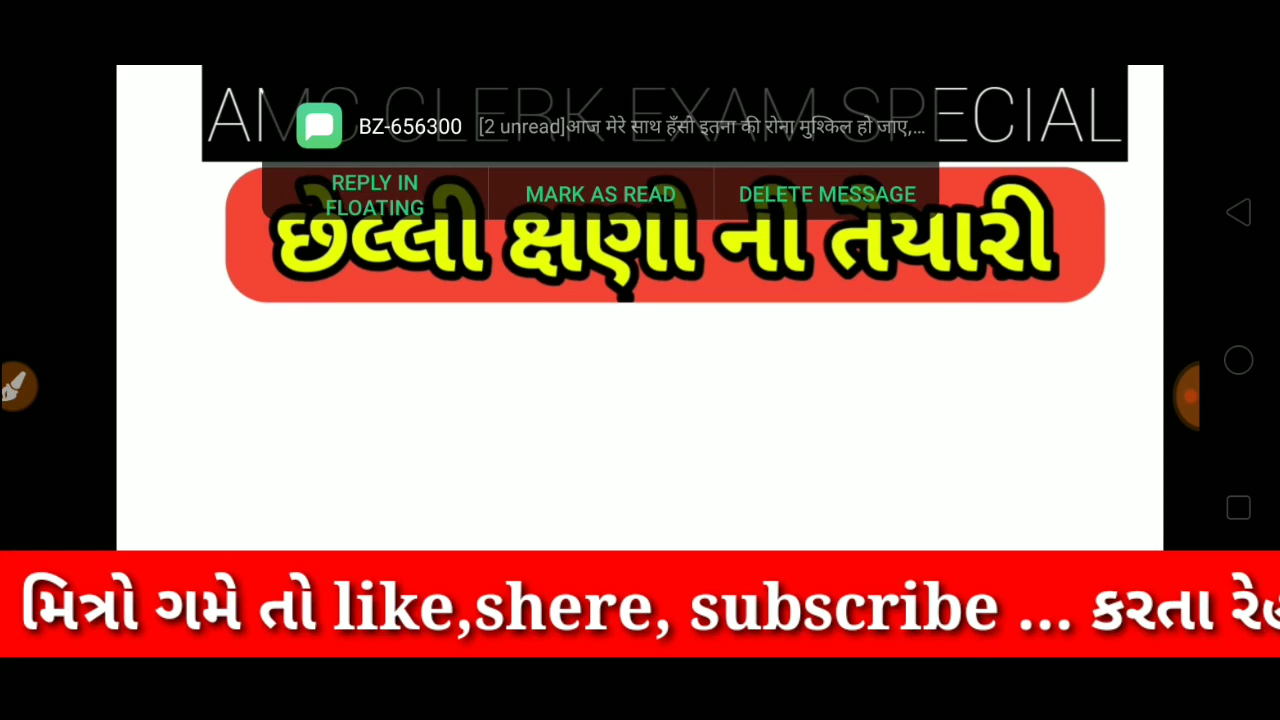 AMC CLERK EXAM SPECIAL
BZ-656300 [2 unread]आज मेरे साथ हँसो इतना की रोना मुश्किल हो जाए,...
REPLY IN FLOATING
MARK AS READ
DELETE MESSAGE
છેલ્લી ક્ષણો ની તૈયારી
મિત્રો ગમે તો like,shere, subscribe ... કરતા